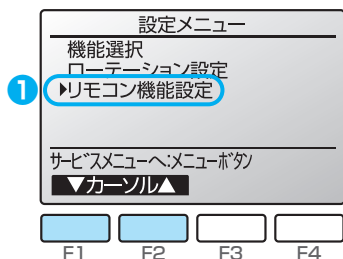 設定メニュー
機能選択
ローテーション設定
1 ▶リモコン機能設定
サービスメニューへ:メニューボタン
▼カーソル▲
F1 F2 F3 F4